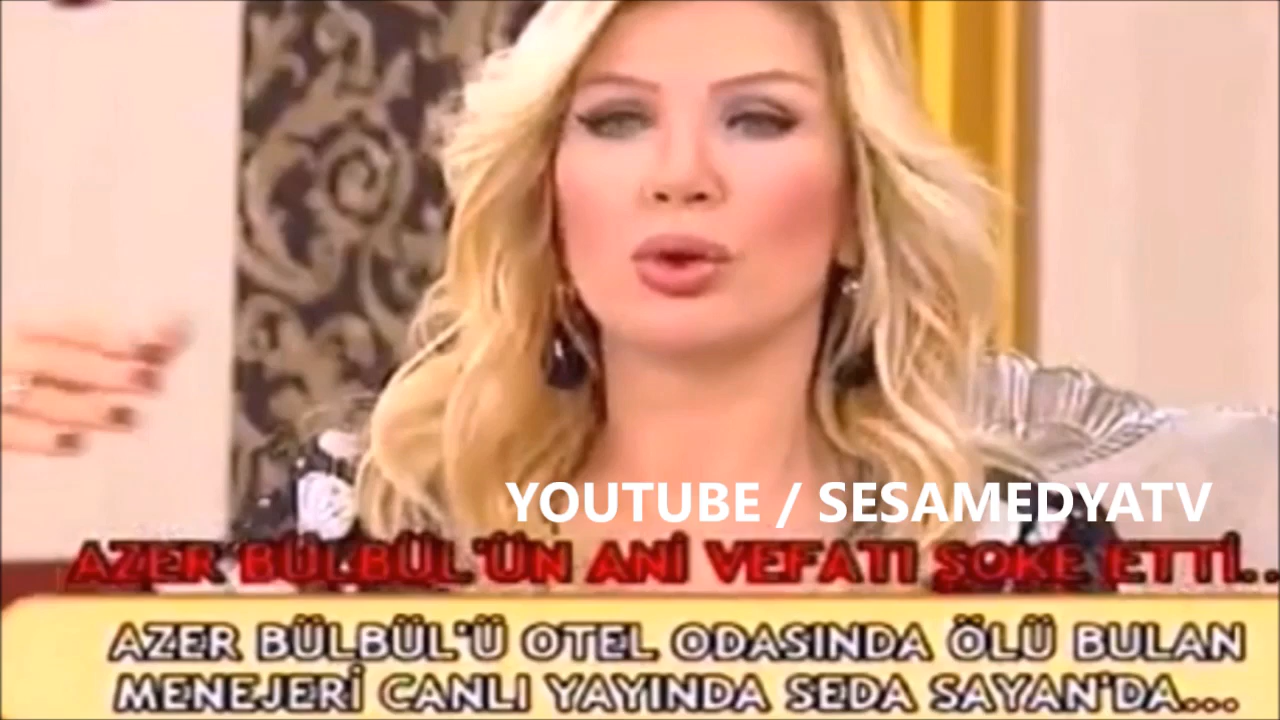 YOUTUBE / SESAMEDYATV
AZER BÜLBÜL'ÜN ANİ VEFATI ŞOKE ETTİ..
AZER BÜLBÜL'Ü OTEL ODASINDA ÖLÜ BULAN
MENEJERİ CANLI YAYINDA SEDA SAYAN'DA...